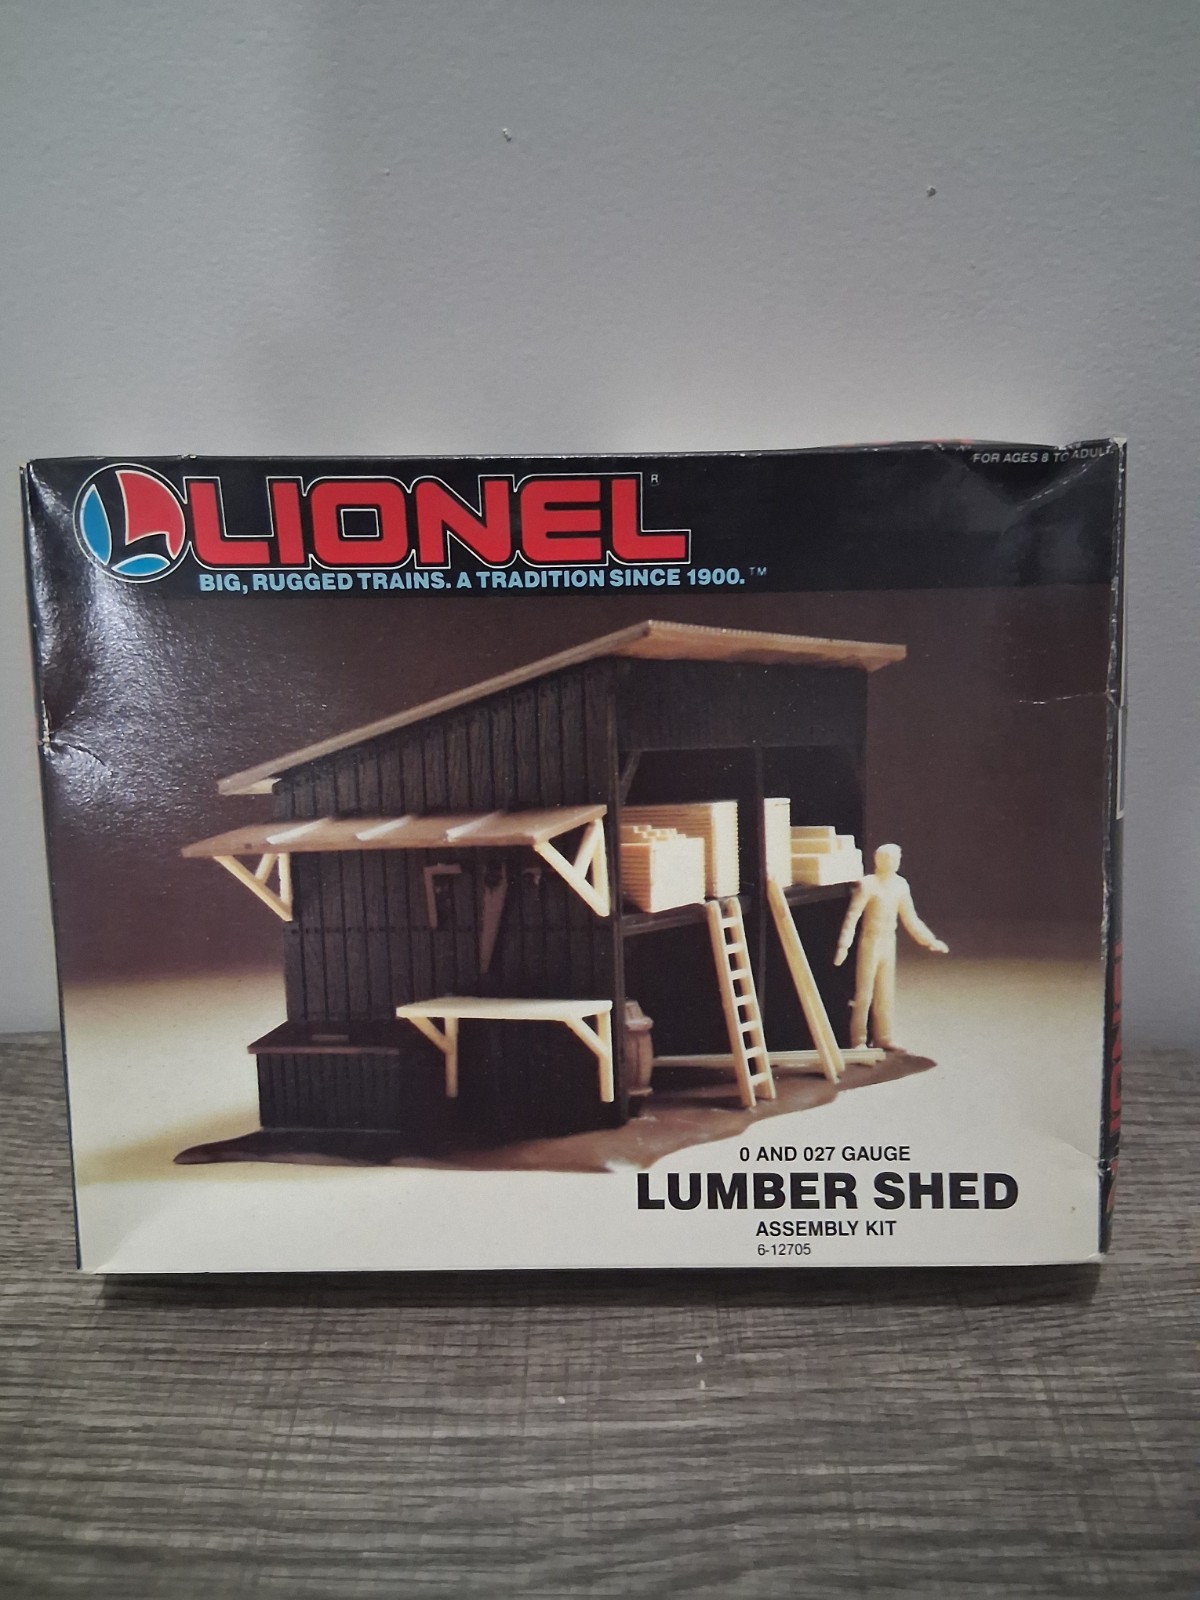 FOR AGES 8 TO ADULT
LIONEL®
BIG, RUGGED TRAINS. A TRADITION SINCE 1900.™
0 AND 027 GAUGE
LUMBER SHED
ASSEMBLY KIT
6-12705
LIONEL